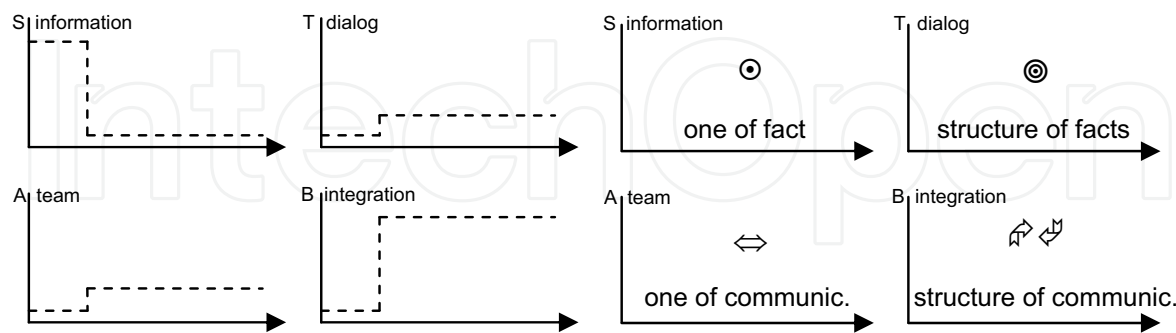 S information
T dialog
S information
T dialog
one of fact
structure of facts
A team
B integration
A team
B integration
one of communic.
structure of communic.
IntechOpen